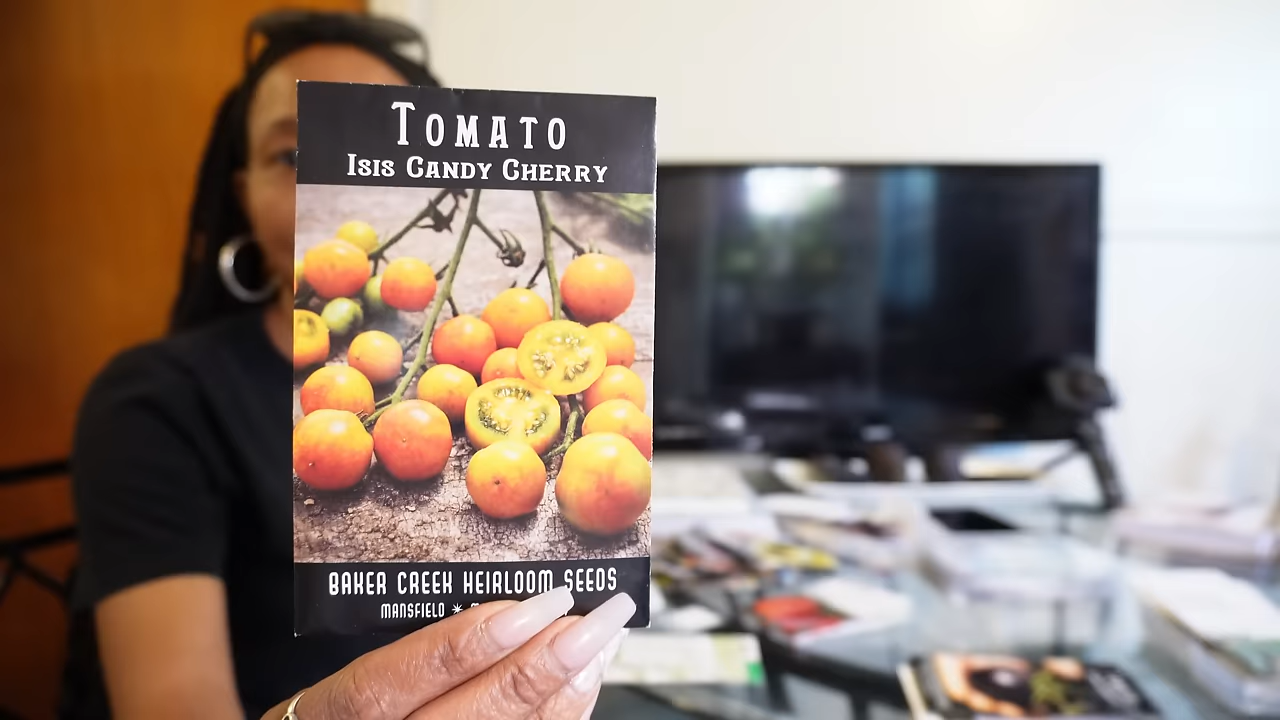 TOMATO
ISIS CANDY CHERRY
BAKER CREEK HEIRLOOM SEEDS
MANSFIELD